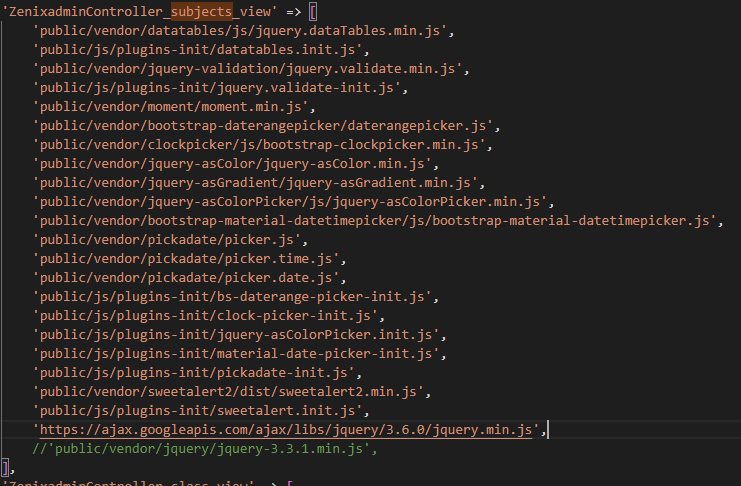 'ZenixadminController_subjects_view' => [
'public/vendor/datatables/js/jquery.dataTables.min.js',
'public/js/plugins-init/datatables.init.js',
'public/vendor/jquery-validation/jquery.validate.min.js',
'public/js/plugins-init/jquery.validate-init.js',
'public/vendor/moment/moment.min.js',
'public/vendor/bootstrap-daterangepicker/daterangepicker.js',
'public/vendor/clockpicker/js/bootstrap-clockpicker.min.js',
'public/vendor/jquery-asColor/jquery-asColor.min.js',
'public/vendor/jquery-asGradient/jquery-asGradient.min.js',
'public/vendor/jquery-asColorPicker/js/jquery-asColorPicker.min.js',
'public/vendor/bootstrap-material-datetimepicker/js/bootstrap-material-datetimepicker.js',
'public/vendor/pickadate/picker.js',
'public/vendor/pickadate/picker.time.js',
'public/vendor/pickadate/picker.date.js',
'public/js/plugins-init/bs-daterange-picker-init.js',
'public/js/plugins-init/clock-picker-init.js',
'public/js/plugins-init/jquery-asColorPicker.init.js',
'public/js/plugins-init/material-date-picker-init.js',
'public/js/plugins-init/pickadate-init.js',
'public/vendor/sweetalert2/dist/sweetalert2.min.js',
'public/js/plugins-init/sweetalert.init.js',
'https://ajax.googleapis.com/ajax/libs/jquery/3.6.0/jquery.min.js',
//'public/vendor/jquery/jquery-3.3.1.min.js',
],
'ZenixadminController_class_view' => [